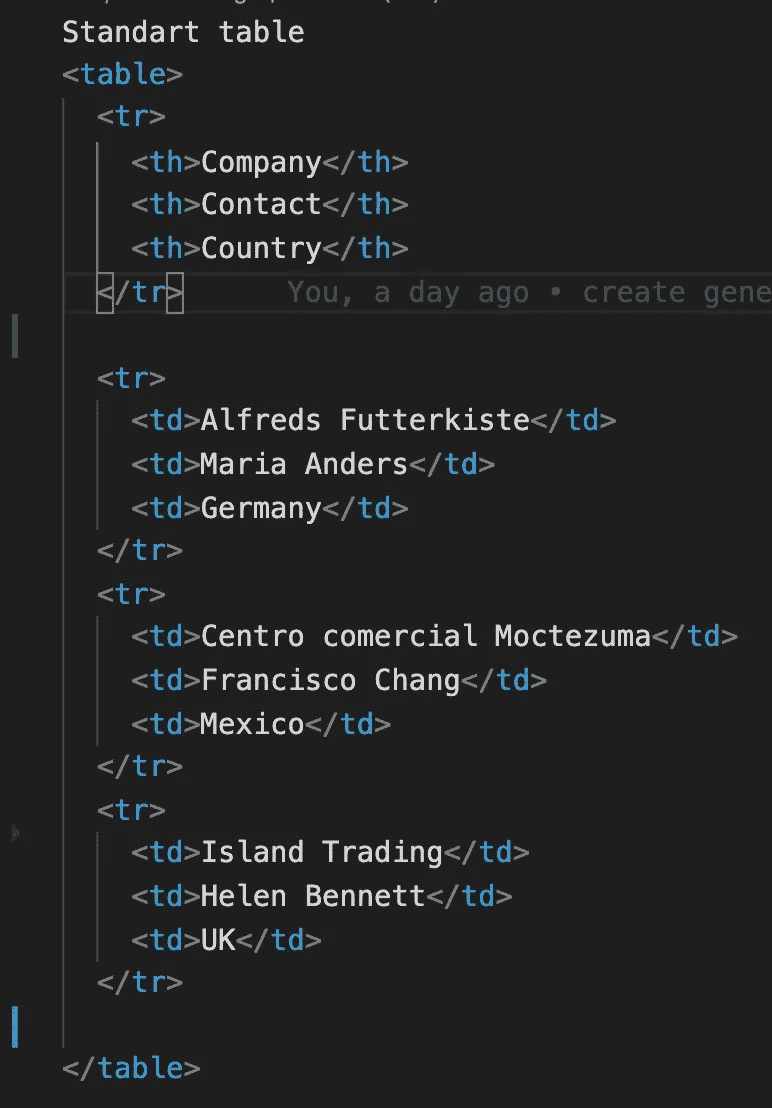 Standart table
<table>
<tr>
<th>Company</th>
<th>Contact</th>
<th>Country</th>
</tr> You, a day ago • create gene
<tr>
<td>Alfreds Futterkiste</td>
<td>Maria Anders</td>
<td>Germany</td>
</tr>
<tr>
<td>Centro comercial Moctezuma</td>
<td>Francisco Chang</td>
<td>Mexico</td>
</tr>
<tr>
<td>Island Trading</td>
<td>Helen Bennett</td>
<td>UK</td>
</tr>
</table>